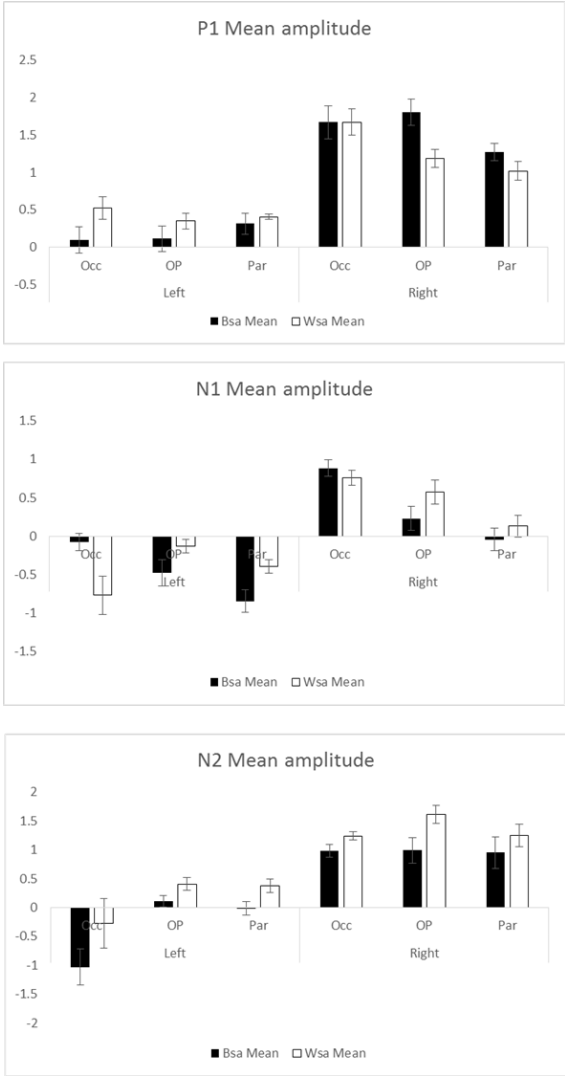 P1 Mean amplitude
2.5
2
1.5
1
0.5
0
-0.5
Occ OP Par Occ OP Par
Left Right
Bsa Mean Wsa Mean
N1 Mean amplitude
1.5
1
0.5
0
-0.5
-1
-1.5
Occ OP Par Occ OP Par
Left Right
Bsa Mean Wsa Mean
N2 Mean amplitude
2
1.5
1
0.5
0
-0.5
-1
-1.5
-2
Occ OP Par Occ OP Par
Left Right
Bsa Mean Wsa Mean